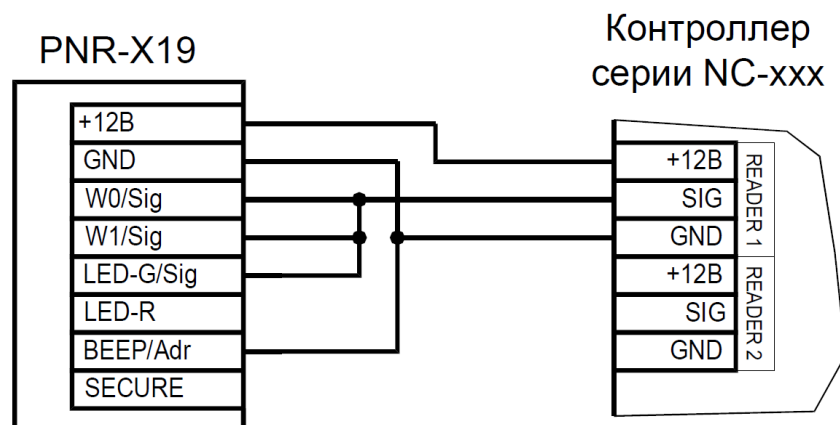 PNR-X19
+12В
GND
W0/Sig
W1/Sig
LED-G/Sig
LED-R
BEEP/Adr
SECURE
Контроллер
серии NC-xxx
+12В
SIG
GND
READER 1
+12В
SIG
GND
READER 2